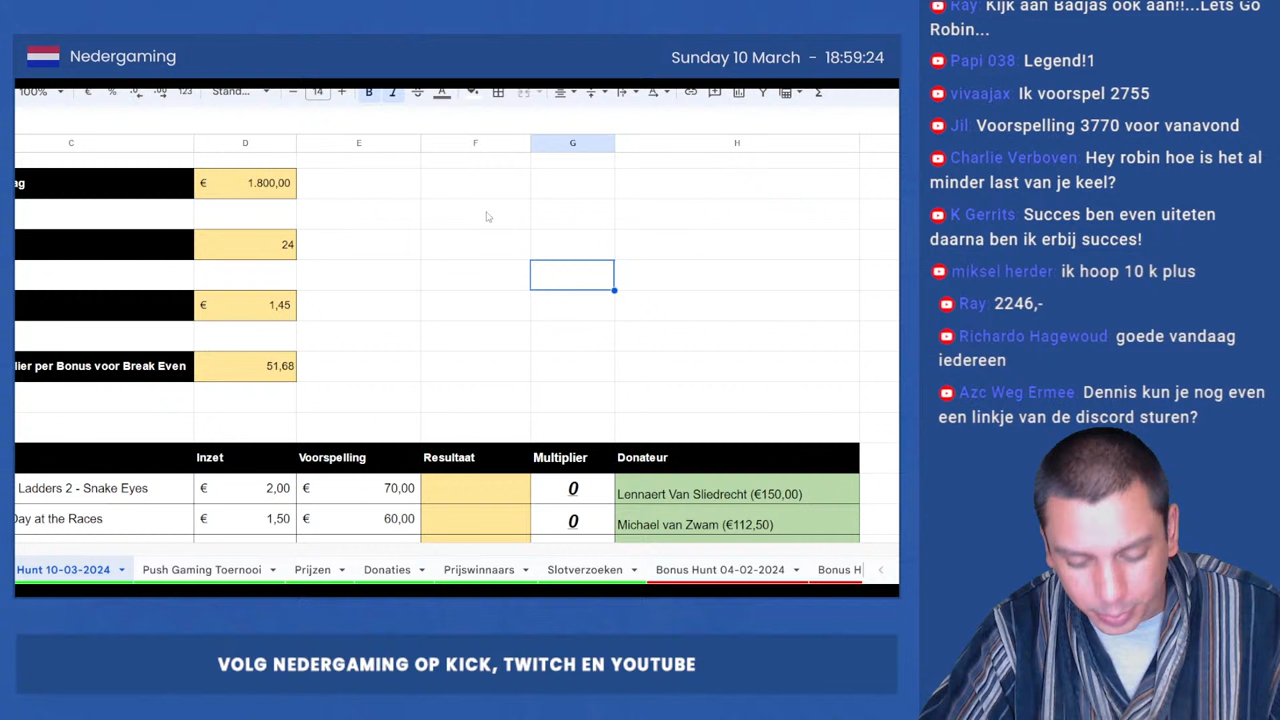 Nedergaming
Sunday 10 March - 18:59:24
100%
€
%
.0
.00
123
Stand...
14
B
I
A
C
D
E
F
G
H
ag
€ 1.800,00
24
€ 1,45
lier per Bonus voor Break Even
51,68
Inzet
Voorspelling
Resultaat
Multiplier
Donateur
Ladders 2 - Snake Eyes
€ 2,00
€ 70,00
0
Lennaert Van Sliedrecht (€150,00)
Day at the Races
€ 1,50
€ 60,00
0
Michael van Zwam (€112,50)
Hunt 10-03-2024
Push Gaming Toernooi
Prijzen
Donaties
Prijswinnaars
Slotverzoeken
Bonus Hunt 04-02-2024
Bonus H
VOLG NEDERGAMING OP KICK, TWITCH EN YOUTUBE
Ray: Kijk aan Badjas ook aan!!...Lets Go
Robin...
Papi 038: Legend!1
vivaajax: Ik voorspel 2755
Jil: Voorspelling 3770 voor vanavond
Charlie Verboven: Hey robin hoe is het al
minder last van je keel?
K Gerrits: Succes ben even uiteten
daarna ben ik erbij succes!
miksel herder: ik hoop 10 k plus
Ray: 2246,-
Richardo Hagewoud: goede vandaag
iedereen
Azc Weg Ermee: Dennis kun je nog even
een linkje van de discord sturen?